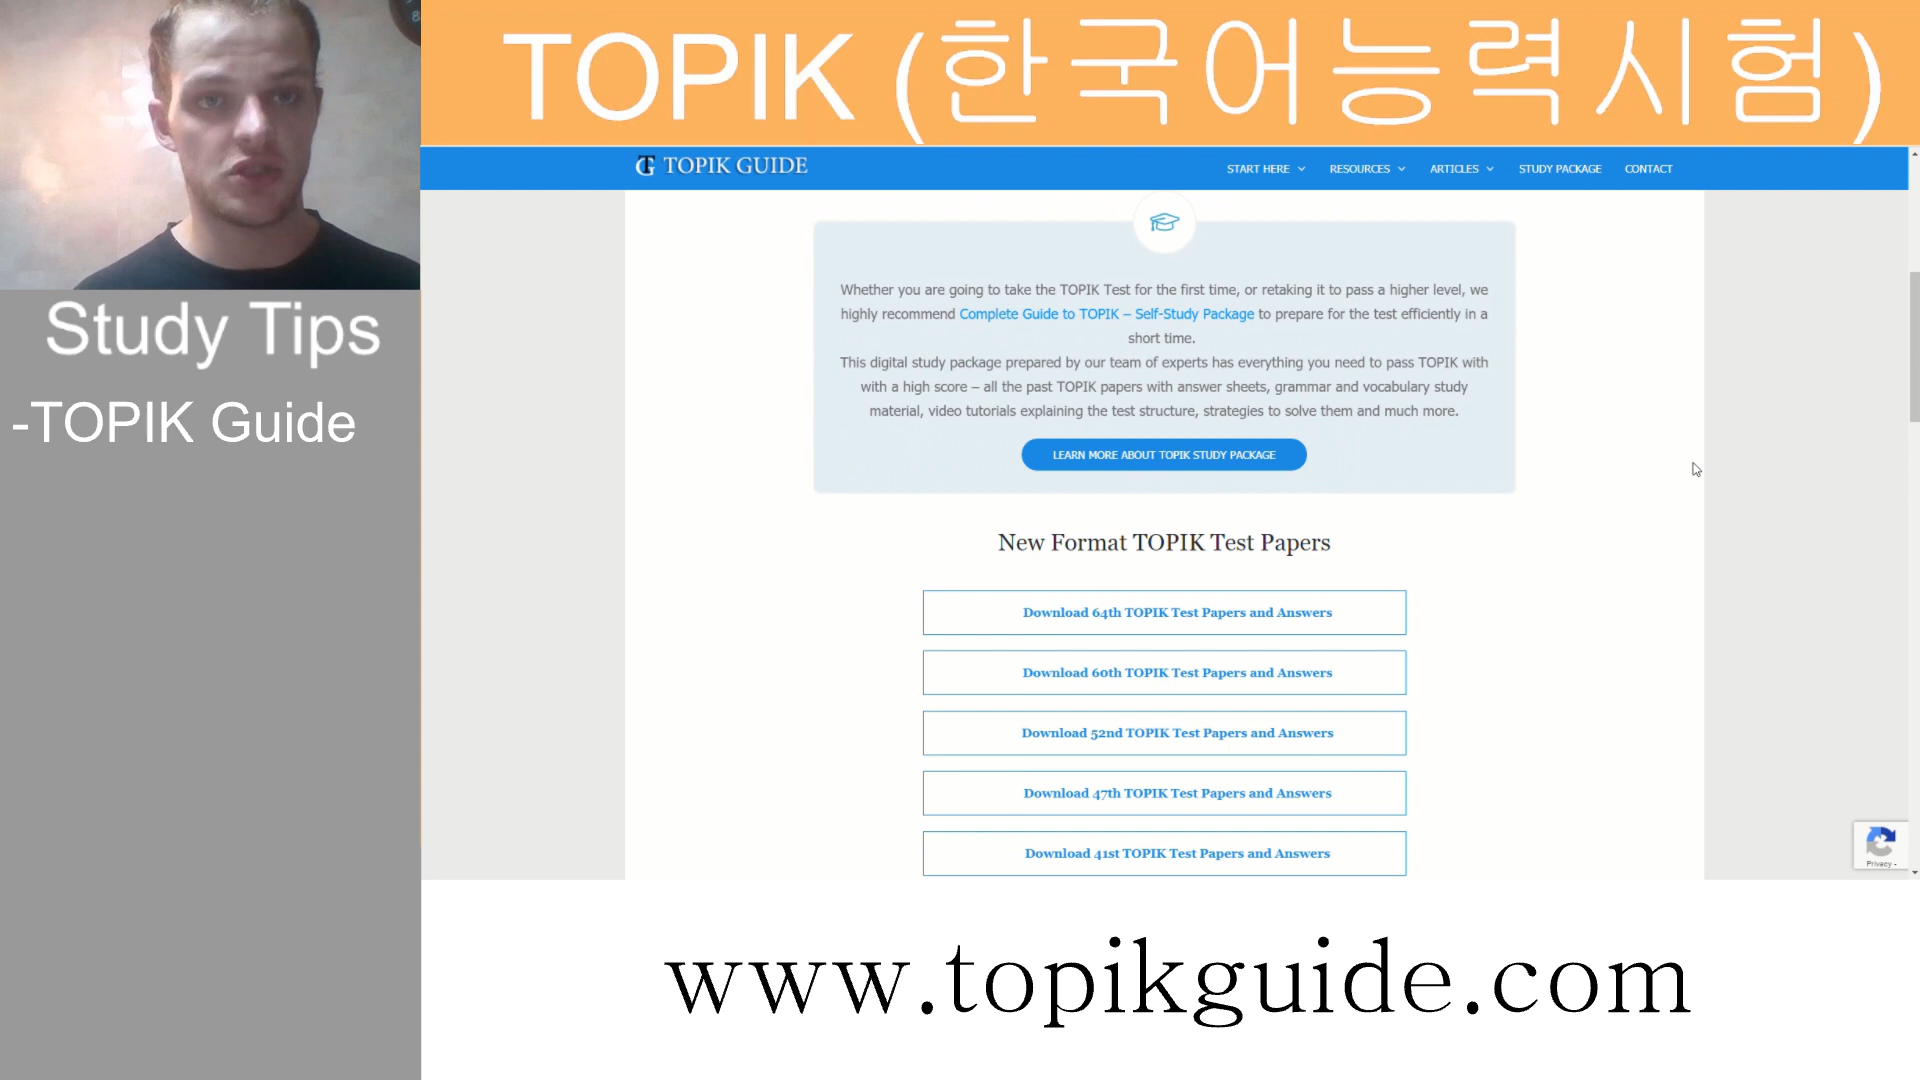 TOPIK (한국어능력시험)
TOPIK GUIDE
START HERE
RESOURCES
ARTICLES
STUDY PACKAGE
CONTACT
Whether you are going to take the TOPIK Test for the first time, or retaking it to pass a higher level, we
highly recommend Complete Guide to TOPIK – Self-Study Package to prepare for the test efficiently in a
short time.
This digital study package prepared by our team of experts has everything you need to pass TOPIK with
with a high score – all the past TOPIK papers with answer sheets, grammar and vocabulary study
material, video tutorials explaining the test structure, strategies to solve them and much more.
LEARN MORE ABOUT TOPIK STUDY PACKAGE
New Format TOPIK Test Papers
Download 64th TOPIK Test Papers and Answers
Download 60th TOPIK Test Papers and Answers
Download 52nd TOPIK Test Papers and Answers
Download 47th TOPIK Test Papers and Answers
Download 41st TOPIK Test Papers and Answers
Privacy -
Study Tips
-TOPIK Guide
www.topikguide.com